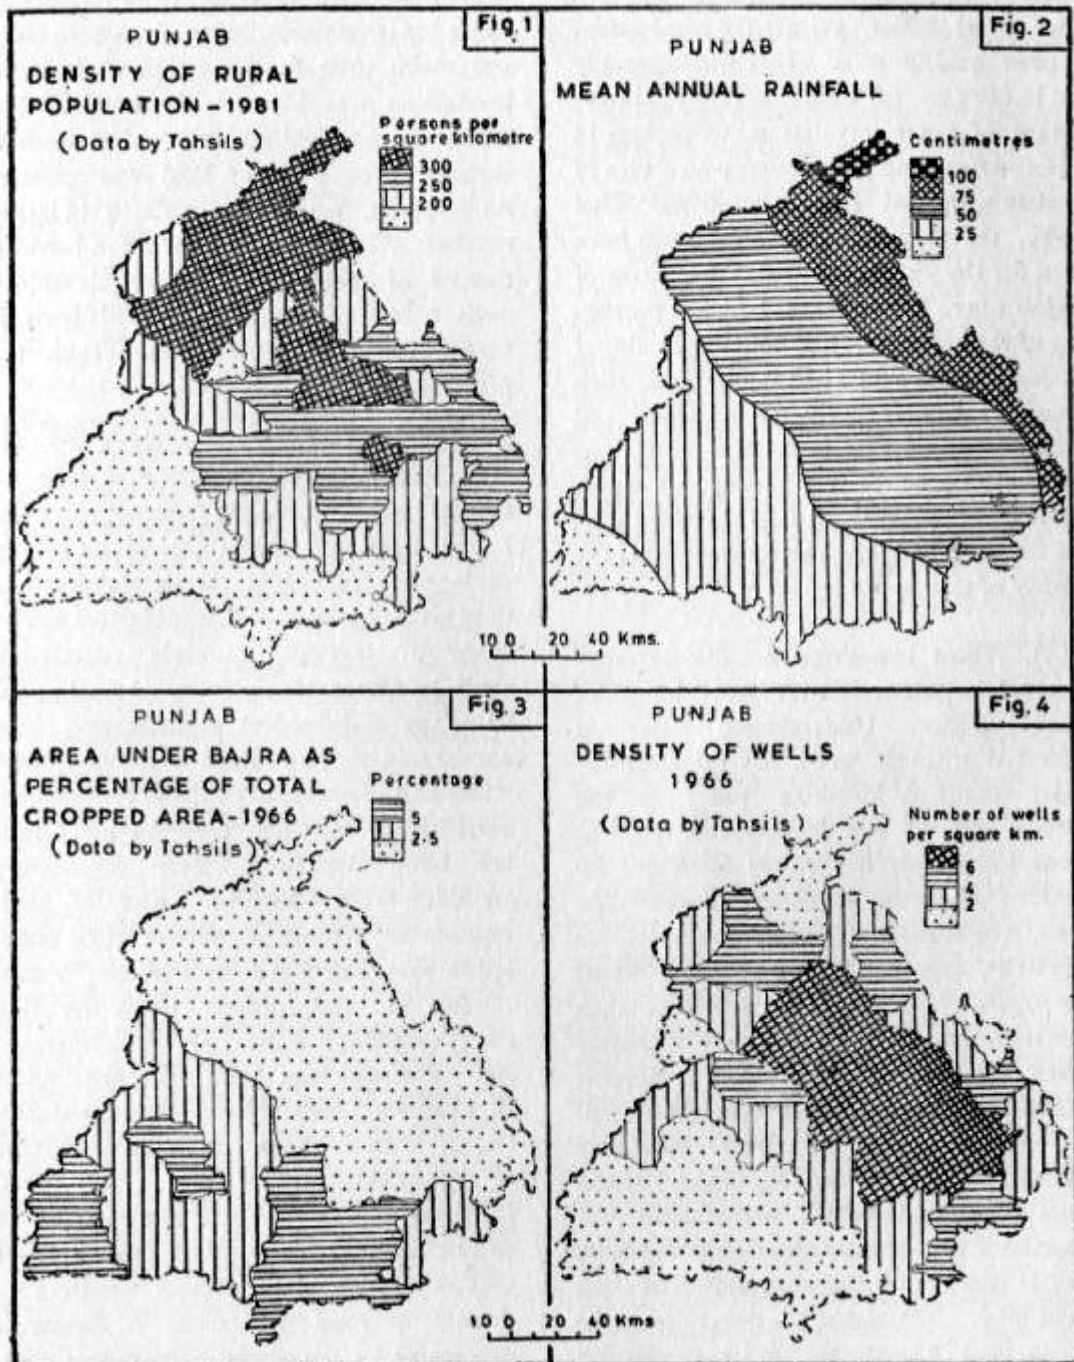 Fig.1
PUNJAB
DENSITY OF RURAL
POPULATION-1981
(Data by Tahsils)
Persons per
square kilometre
300
250
200
Fig.2
PUNJAB
MEAN ANNUAL RAINFALL
Centimetres
100
75
50
25
10 0 20 40 Kms.
Fig.3
PUNJAB
AREA UNDER BAJRA AS
PERCENTAGE OF TOTAL
CROPPED AREA-1966
(Data by Tahsils)
Percentage
5
2.5
Fig.4
PUNJAB
DENSITY OF WELLS
1966
(Data by Tahsils)
Number of wells
per square km.
6
4
2
10 0 20 40 Kms